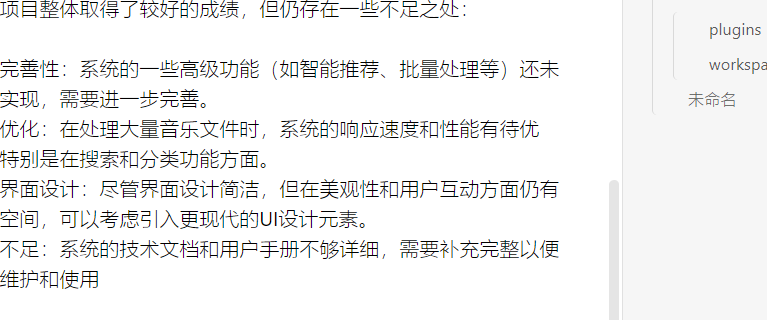 项目整体取得了较好的成绩，但仍存在一些不足之处：
完善性：系统的一些高级功能（如智能推荐、批量处理等）还未
实现，需要进一步完善。
优化：在处理大量音乐文件时，系统的响应速度和性能有待优
特别是在搜索和分类功能方面。
界面设计：尽管界面设计简洁，但在美观性和用户互动方面仍有
空间，可以考虑引入更现代的UI设计元素。
不足：系统的技术文档和用户手册不够详细，需要补充完整以便
维护和使用
plugins
workspa
未命名